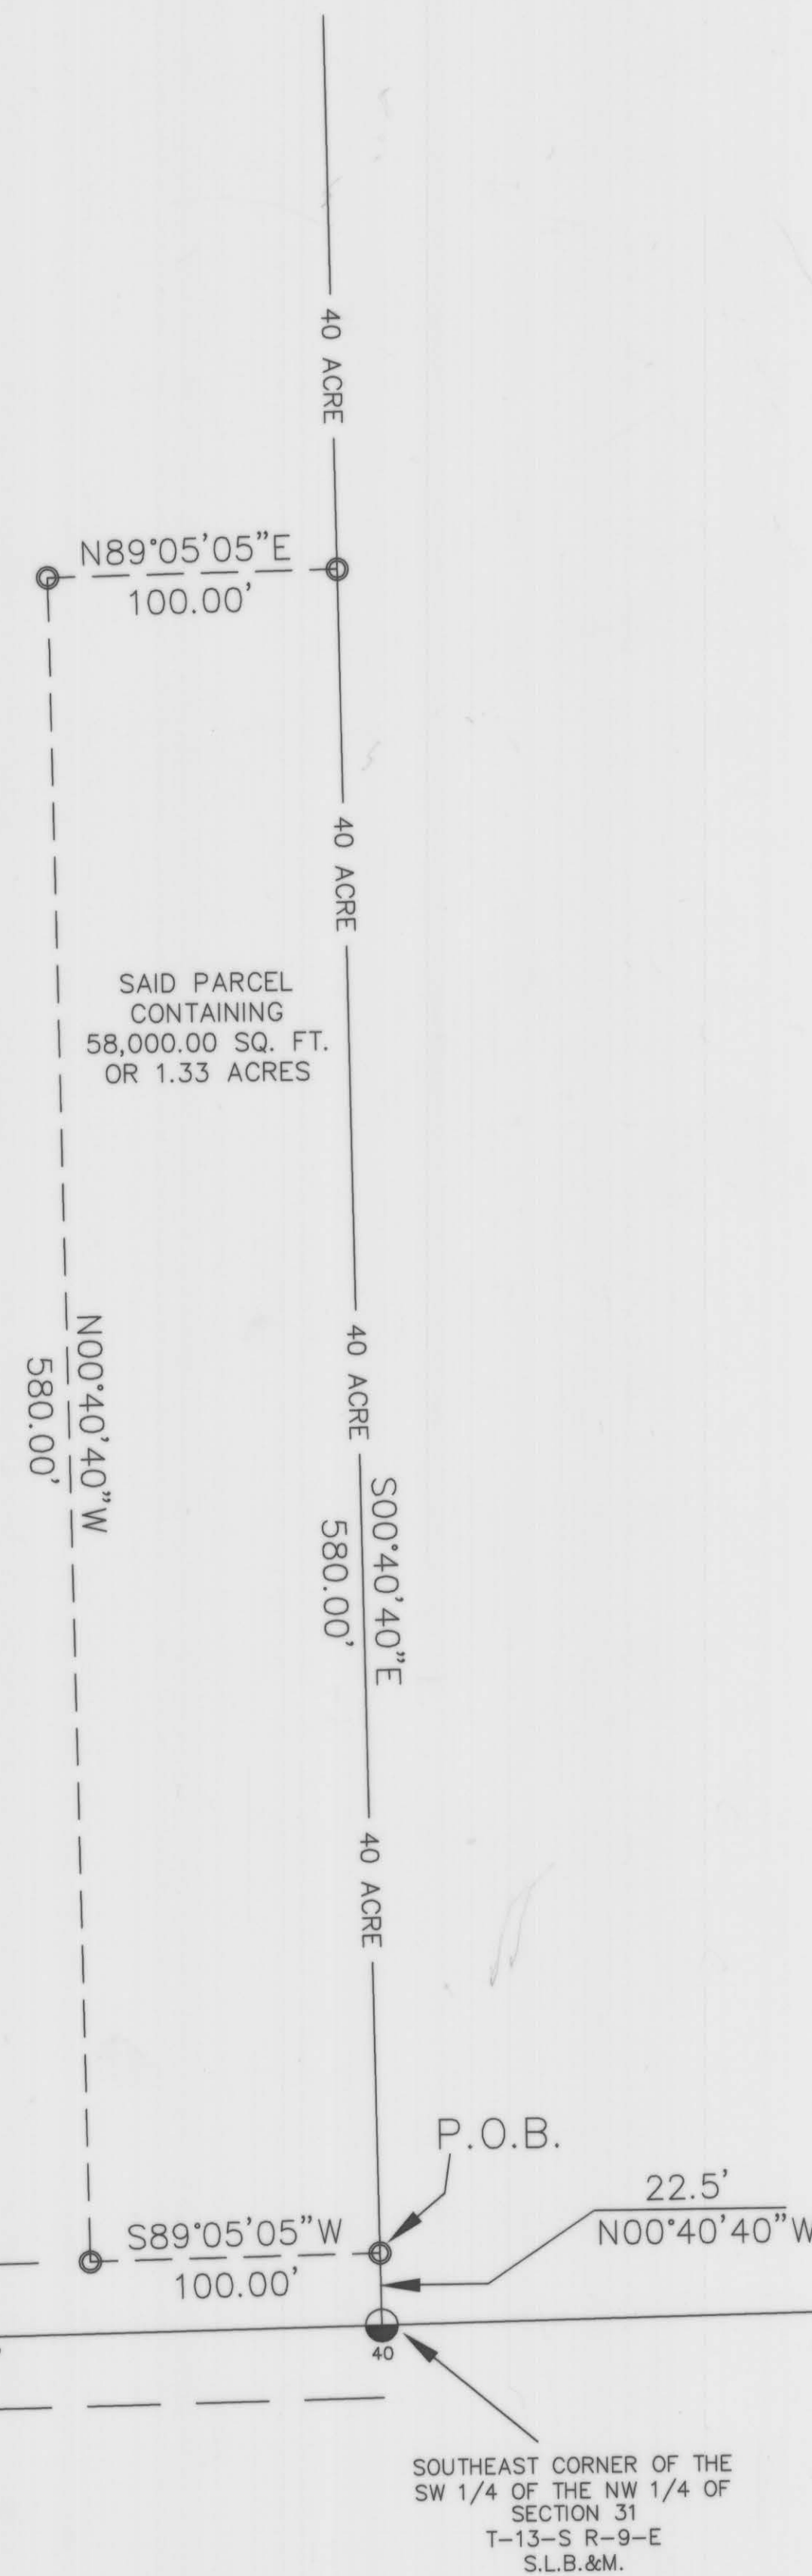 40 ACRE
N89°05'05"E
100.00'
40 ACRE
SAID PARCEL
CONTAINING
58,000.00 SQ. FT.
OR 1.33 ACRES
N00°40'40"W
580.00'
40 ACRE
S00°40'40"E
580.00'
40 ACRE
P.O.B.
22.5'
N00°40'40"W
S89°05'05"W
100.00'
40
SOUTHEAST CORNER OF THE
SW 1/4 OF THE NW 1/4 OF
SECTION 31
T-13-S R-9-E
S.L.B.&M.